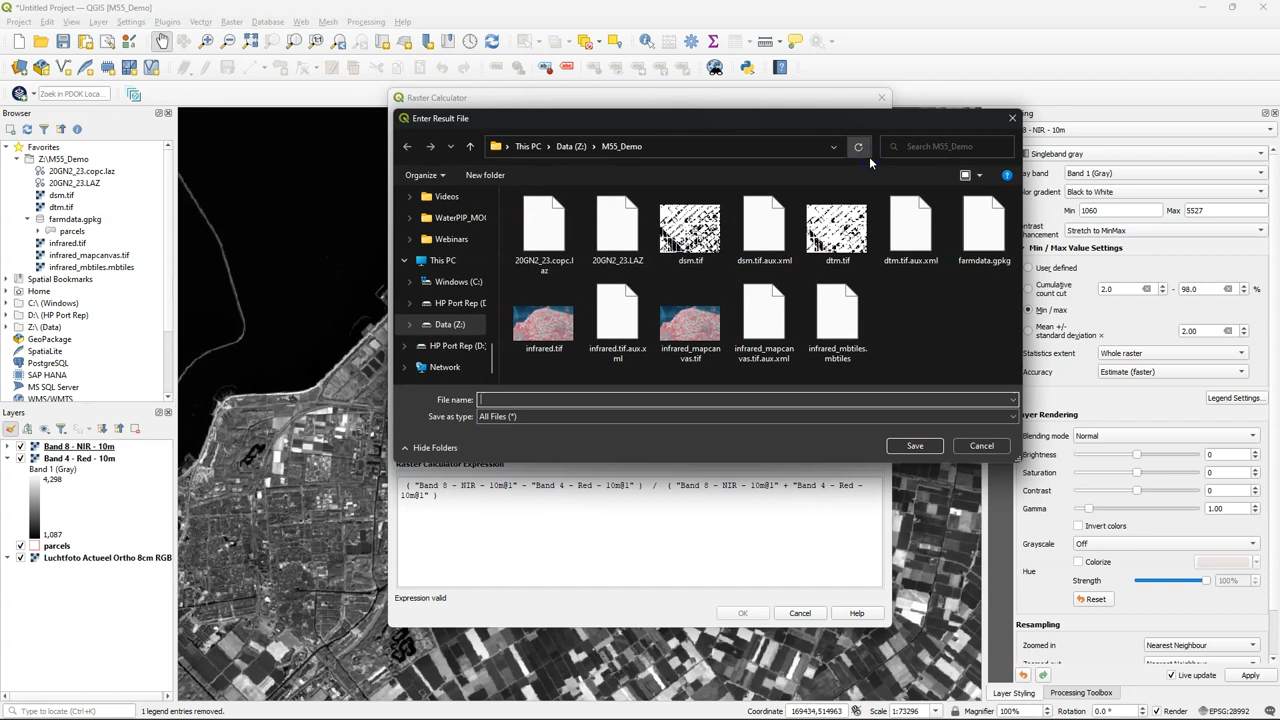 *Untitled Project — QGIS [M55_Demo]
Project Edit View Layer Settings Plugins Vector Raster Database Web Mesh Processing Help
Zoek in PDOK Loca...
Browser
Favorites
Z:\M55_Demo
20GN2_23.copc.laz
20GN2_23.LAZ
dsm.tif
dtm.tif
farmdata.gpkg
parcels
infrared.tif
infrared_mapcanvas.tif
infrared_mbtiles.mbtiles
Spatial Bookmarks
Home
C:\ (Windows)
D:\ (HP Port Rep)
Z:\ (Data)
GeoPackage
SpatiaLite
PostgreSQL
SAP HANA
MS SQL Server
WMS/WMTS
Layers
Band 8 - NIR - 10m
Band 4 - Red - 10m
Band 1 (Gray)
4,298
1,087
parcels
Luchtfoto Actueel Ortho 8cm RGB
Raster Calculator
Enter Result File
This PC > Data (Z:) > M55_Demo
Search M55_Demo
Organize
New folder
Videos
WaterPIP_MOO
Webinars
This PC
Windows (C:)
HP Port Rep (D
Data (Z:)
HP Port Rep (D:)
Network
20GN2_23.copc.l
az
20GN2_23.LAZ
dsm.tif
dsm.tif.aux.xml
dtm.tif
dtm.tif.aux.xml
farmdata.gpkg
infrared.tif
infrared.tif.aux.x
ml
infrared_mapcan
vas.tif
infrared_mapcan
vas.tif.aux.xml
infrared_mbtiles.
mbtiles
File name:
Save as type: All Files (*)
Hide Folders
Save
Cancel
Raster Calculator Expression
( "Band 8 - NIR - 10m@1" - "Band 4 - Red - 10m@1" ) / ( "Band 8 - NIR - 10m@1" + "Band 4 - Red -
10m@1" )
Expression valid
OK
Cancel
Help
8 - NIR - 10m
Singleband gray
Band 1 (Gray)
Black to White
Min 1060 Max 5527
Stretch to MinMax
Min / Max Value Settings
User defined
Cumulative
count cut
2.0 - 98.0 %
Min / max
Mean +/-
standard deviation ×
2.00
Statistics extent Whole raster
Accuracy Estimate (faster)
Legend Settings...
Layer Rendering
Blending mode Normal
Brightness 0
Saturation 0
Contrast 0
Gamma 1.00
Invert colors
Grayscale Off
Hue
Colorize
Strength 100%
Reset
Resampling
Zoomed in Nearest Neighbour
Live update
Apply
Layer Styling
Processing Toolbox
Type to locate (Ctrl+K)
1 legend entries removed.
Coordinate 169434,514963
Scale 1:73296
Magnifier 100%
Rotation 0.0 °
Render
EPSG:28992